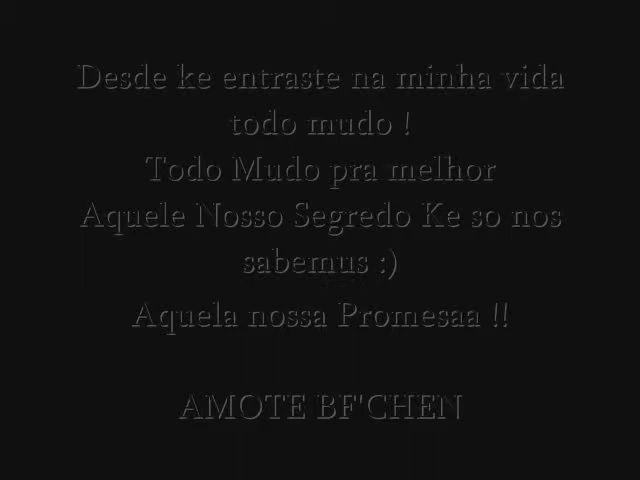 Desde ke entraste na minha vida
todo mudo !
Todo Mudo pra melhor
Aquele Nosso Segredo Ke so nos
sabemus :)
Aquela nossa Promesaa !!
AMOTE BF'CHEN